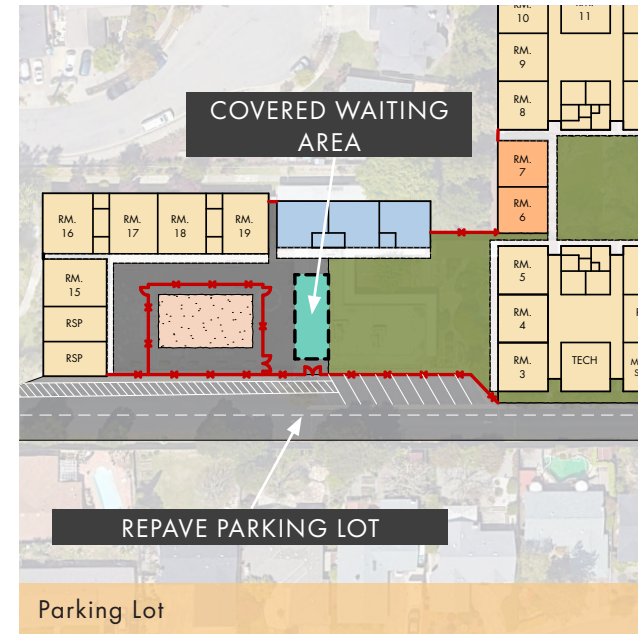 RM.
10
11
RM.
9
RM.
8
COVERED WAITING
AREA
RM.
7
RM.
6
RM.
16
RM.
17
RM.
18
RM.
19
RM.
15
RSP
RSP
RM.
5
RM.
4
RM.
3
TECH
REPAVE PARKING LOT
Parking Lot